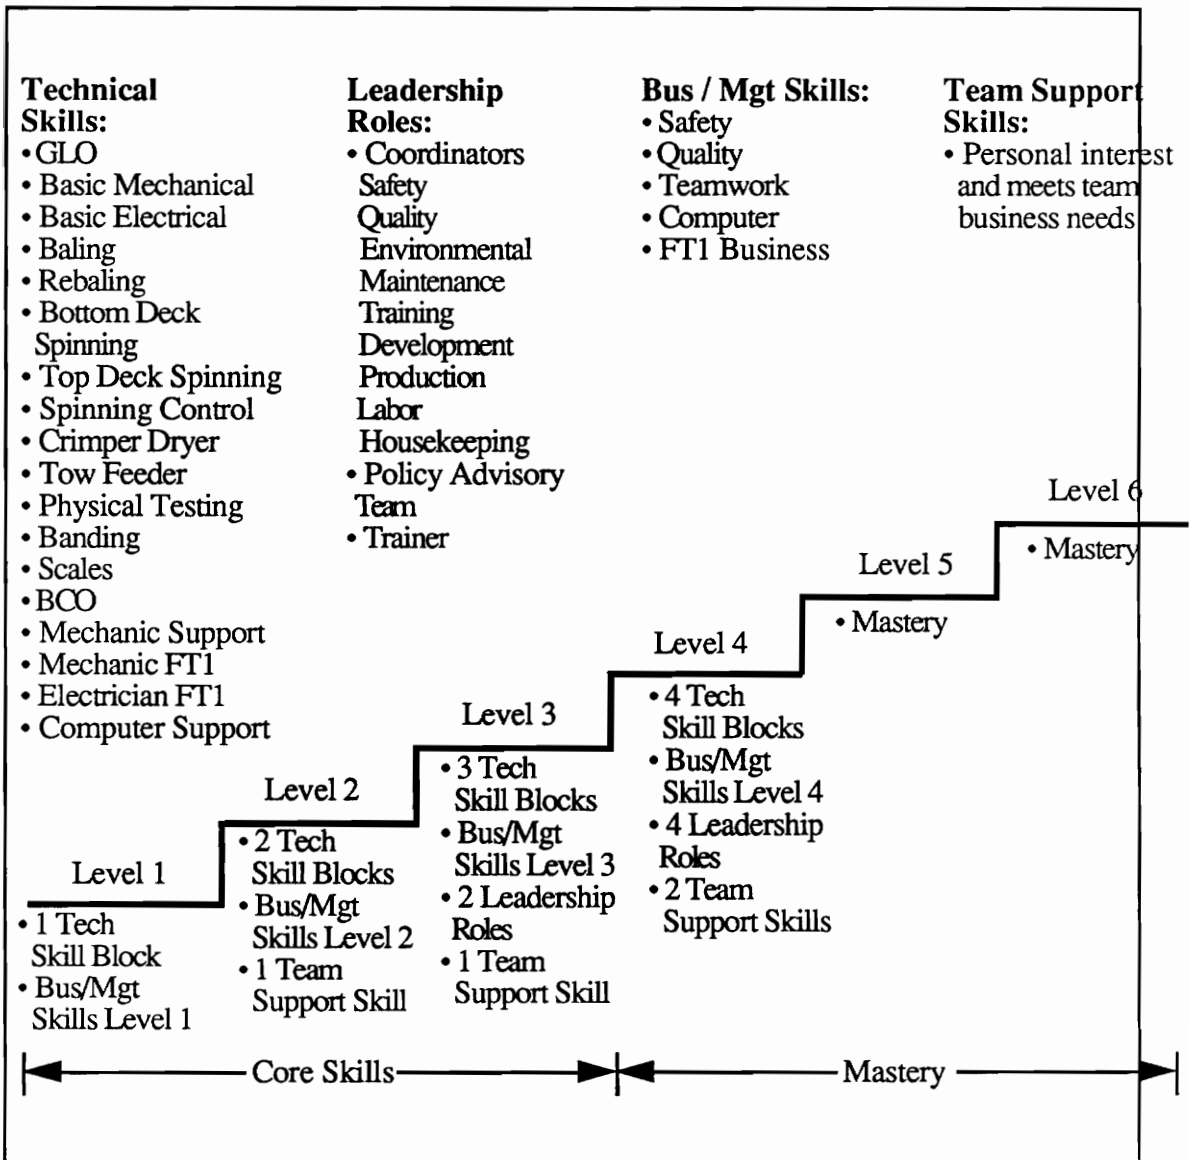 Technical
Skills:
• GLO
• Basic Mechanical
• Basic Electrical
• Baling
• Rebaling
• Bottom Deck
Spinning
• Top Deck Spinning
• Spinning Control
• Crimper Dryer
• Tow Feeder
• Physical Testing
• Banding
• Scales
• BCO
• Mechanic Support
• Mechanic FT1
• Electrician FT1
• Computer Support
Leadership
Roles:
• Coordinators
Safety
Quality
Environmental
Maintenance
Training
Development
Production
Labor
Housekeeping
• Policy Advisory
Team
• Trainer
Bus / Mgt Skills:
• Safety
• Quality
• Teamwork
• Computer
• FT1 Business
Team Support
Skills:
• Personal interest
and meets team
business needs
Level 1
• 1 Tech
Skill Block
• Bus/Mgt
Skills Level 1
Level 2
• 2 Tech
Skill Blocks
• Bus/Mgt
Skills Level 2
• 1 Team
Support Skill
Level 3
• 3 Tech
Skill Blocks
• Bus/Mgt
Skills Level 3
• 2 Leadership
Roles
• 1 Team
Support Skill
Level 4
• 4 Tech
Skill Blocks
• Bus/Mgt
Skills Level 4
• 4 Leadership
Roles
• 2 Team
Support Skills
Level 5
• Mastery
Level 6
• Mastery
Core Skills
Mastery